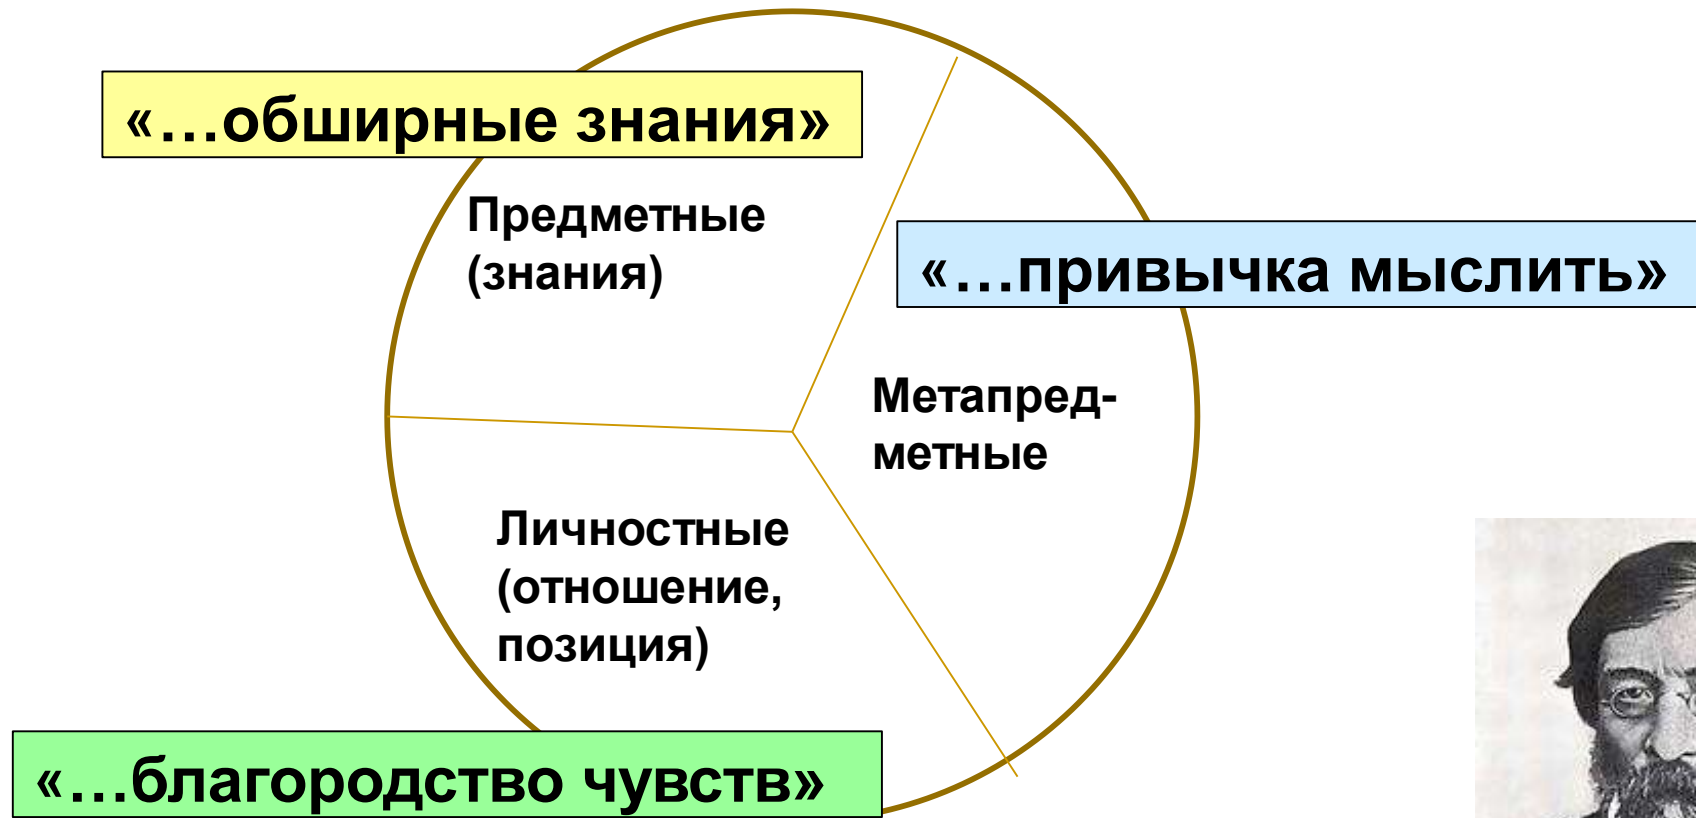 «…обширные знания»
Предметные
(знания)
«…привычка мыслить»
Метапред-
метные
Личностные
(отношение,
позиция)
«…благородство чувств»